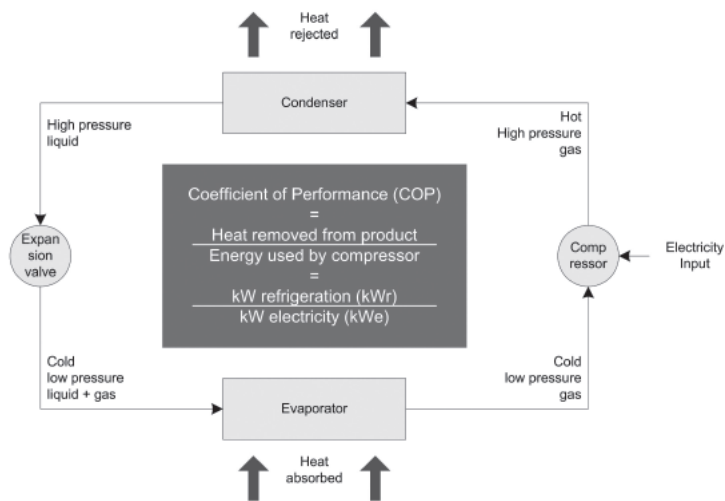 Heat
rejected
Condenser
High pressure
liquid
Hot
High pressure
gas
Coefficient of Performance (COP)
=
Heat removed from product
Energy used by compressor
=
kW refrigeration (kWr)
kW electricity (kWe)
Expan
sion
valve
Comp
ressor
Electricity
Input
Cold
low pressure
liquid + gas
Cold
low pressure
gas
Evaporator
Heat
absorbed